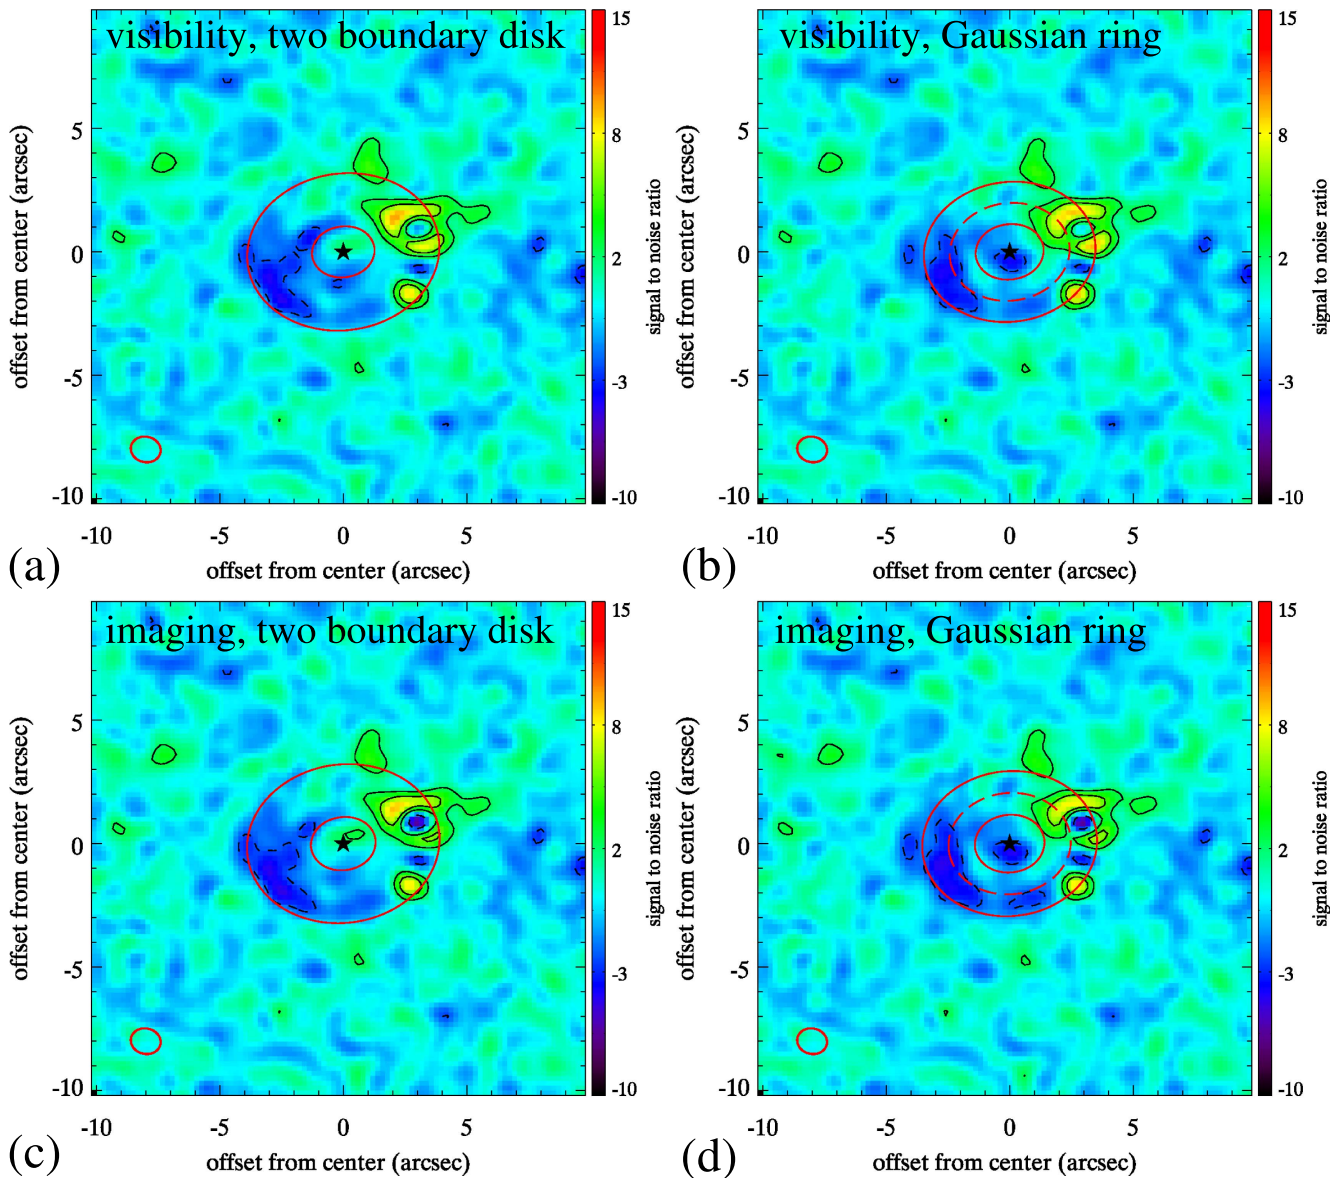 visibility, two boundary disk
visibility, Gaussian ring
offset from center (arcsec)
5
0
-5
-10
-10
-5
0
5
offset from center (arcsec)
15
8
2
-3
-10
signal to noise ratio
(a)
offset from center (arcsec)
5
0
-5
-10
-10
-5
0
5
offset from center (arcsec)
15
8
2
-3
-10
signal to noise ratio
(b)
imaging, two boundary disk
imaging, Gaussian ring
offset from center (arcsec)
5
0
-5
-10
-10
-5
0
5
offset from center (arcsec)
15
8
2
-3
-10
signal to noise ratio
(c)
offset from center (arcsec)
5
0
-5
-10
-10
-5
0
5
offset from center (arcsec)
15
8
2
-3
-10
signal to noise ratio
(d)